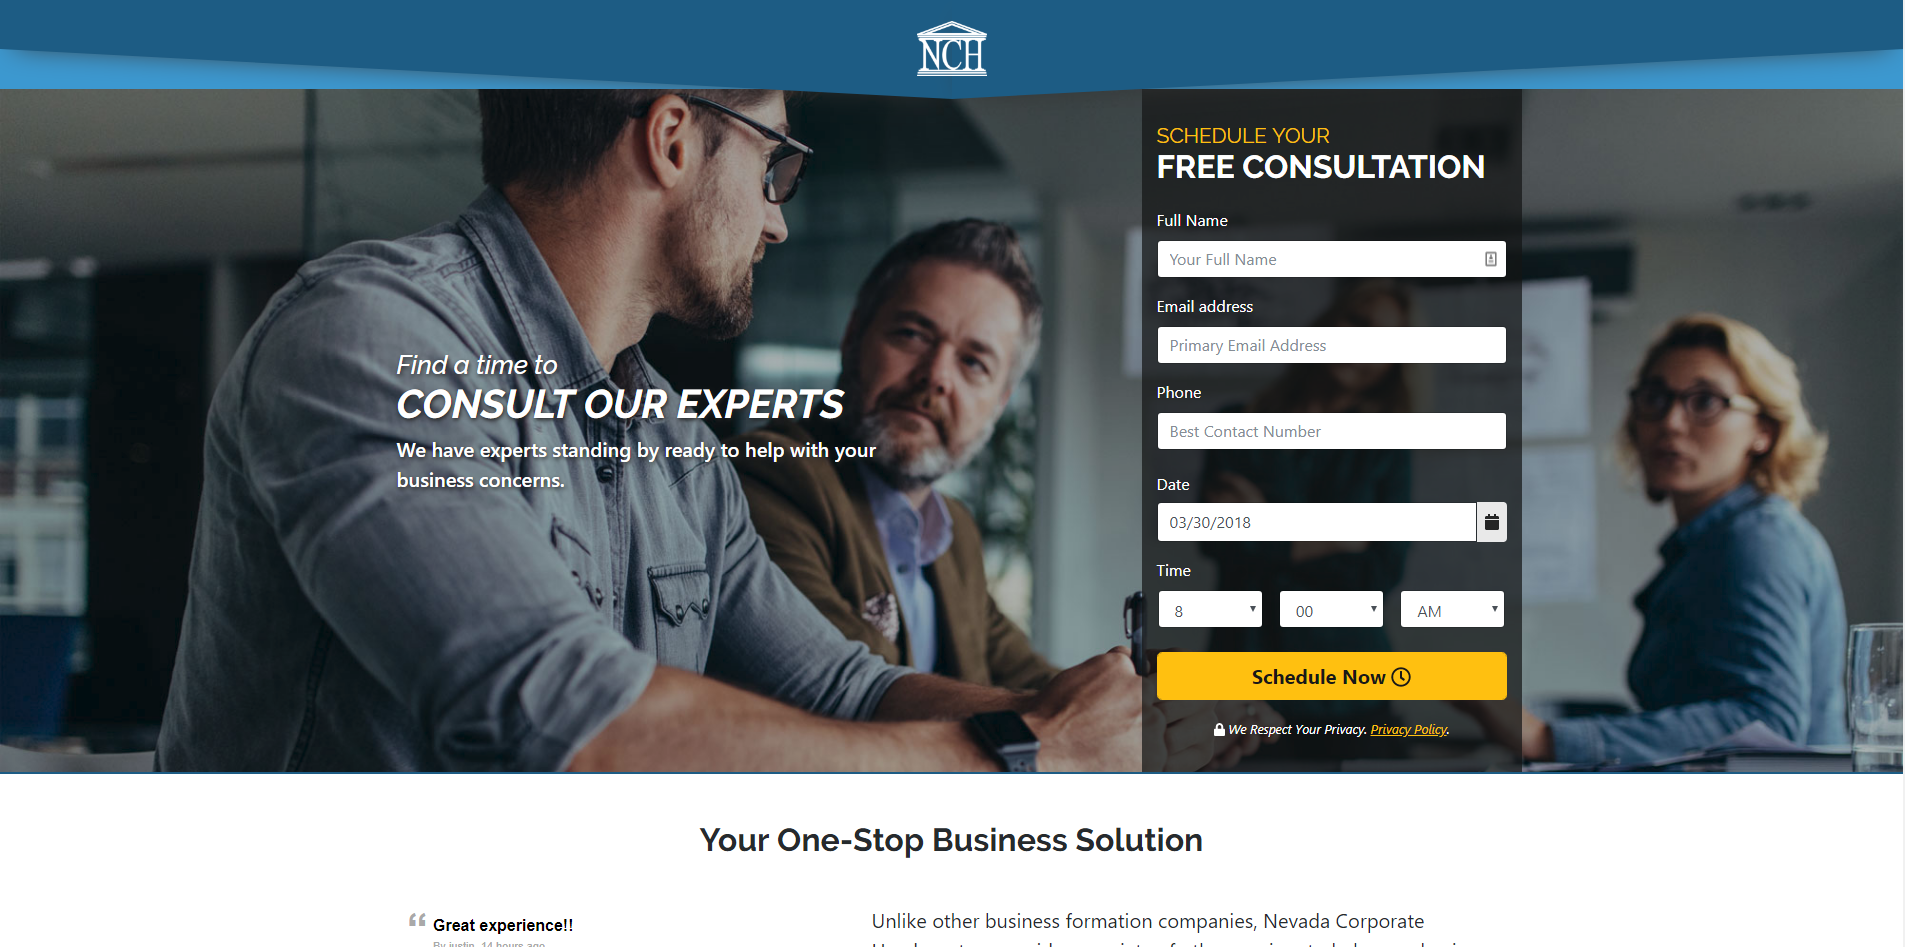 NCH
SCHEDULE YOUR
FREE CONSULTATION
Full Name
Your Full Name
Email address
Primary Email Address
Phone
Best Contact Number
Date
03/30/2018
Time
8 00 AM
Schedule Now
We Respect Your Privacy. Privacy Policy.
Find a time to
CONSULT OUR EXPERTS
We have experts standing by ready to help with your
business concerns.
Your One-Stop Business Solution
Great experience!!
By justin, 14 hours ago
Unlike other business formation companies, Nevada Corporate